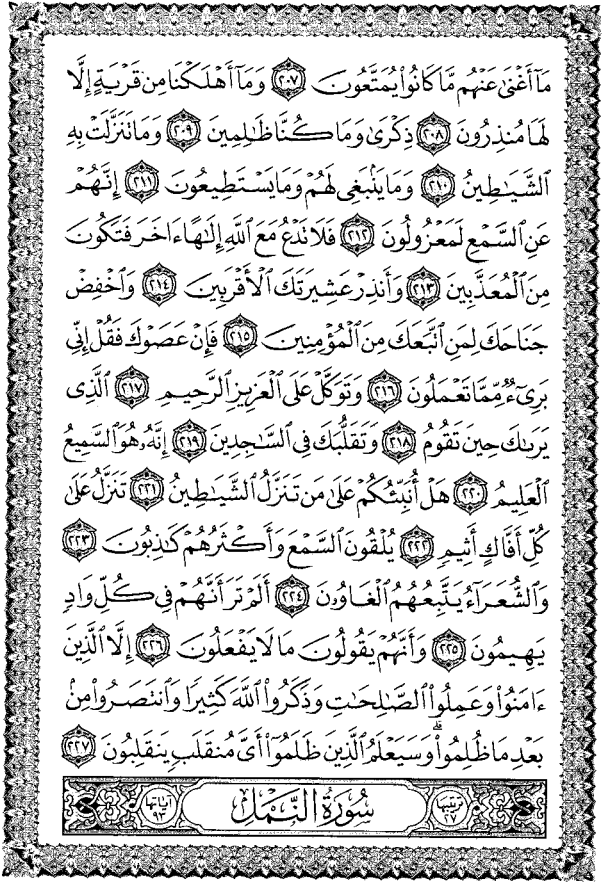 مَآ أَغْنَىٰ عَنْهُم مَّا كَانُوا۟ يُمَتَّعُونَ ٢٠٧ وَمَآ أَهْلَكْنَا مِن قَرْيَةٍ إِلَّا
لَهَا مُنذِرُونَ ٢٠٨ ذِكْرَىٰ وَمَا كُنَّا ظَـٰلِمِينَ ٢٠٩ وَمَا تَنَزَّلَتْ بِهِ
ٱلشَّيَـٰطِينُ ٢١٠ وَمَا يَنۢبَغِى لَهُمْ وَمَا يَسْتَطِيعُونَ ٢١١ إِنَّهُمْ
عَنِ ٱلسَّمْعِ لَمَعْزُولُونَ ٢١٢ فَلَا تَدْعُ مَعَ ٱللَّهِ إِلَـٰهًا ءَاخَرَ فَتَكُونَ
مِنَ ٱلْمُعَذَّبِينَ ٢١٣ وَأَنذِرْ عَشِيرَتَكَ ٱلْأَقْرَبِينَ ٢١٤ وَٱخْفِضْ
جَنَاحَكَ لِمَنِ ٱتَّبَعَكَ مِنَ ٱلْمُؤْمِنِينَ ٢١٥ فَإِنْ عَصَوْكَ فَقُلْ إِنِّى
بَرِىٓءٌ مِّمَّا تَعْمَلُونَ ٢١٦ وَتَوَكَّلْ عَلَى ٱلْعَزِيزِ ٱلرَّحِيمِ ٢١٧ ٱلَّذِى
يَرَىٰكَ حِينَ تَقُومُ ٢١٨ وَتَقَلُّبَكَ فِى ٱلسَّـٰجِدِينَ ٢١٩ إِنَّهُۥ هُوَ ٱلسَّمِيعُ
ٱلْعَلِيمُ ٢٢٠ هَلْ أُنَبِّئُكُمْ عَلَىٰ مَن تَنَزَّلُ ٱلشَّيَـٰطِينُ ٢٢١ تَنَزَّلُ عَلَىٰ
كُلِّ أَفَّاكٍ أَثِيمٍ ٢٢٢ يُلْقُونَ ٱلسَّمْعَ وَأَكْثَرُهُمْ كَـٰذِبُونَ ٢٢٣
وَٱلشُّعَرَآءُ يَتَّبِعُهُمُ ٱلْغَاوُۥنَ ٢٢٤ أَلَمْ تَرَ أَنَّهُمْ فِى كُلِّ وَادٍ
يَهِيمُونَ ٢٢٥ وَأَنَّهُمْ يَقُولُونَ مَا لَا يَفْعَلُونَ ٢٢٦ إِلَّا ٱلَّذِينَ
ءَامَنُوا۟ وَعَمِلُوا۟ ٱلصَّـٰلِحَـٰتِ وَذَكَرُوا۟ ٱللَّهَ كَثِيرًا وَٱنتَصَرُوا۟ مِنۢ
بَعْدِ مَا ظُلِمُوا۟ ۗ وَسَيَعْلَمُ ٱلَّذِينَ ظَلَمُوٓا۟ أَىَّ مُنقَلَبٍ يَنقَلِبُونَ ٢٢٧
ترتيبها ٢٧ سُورَةُ النَّمْلِ آياتها ٩٣